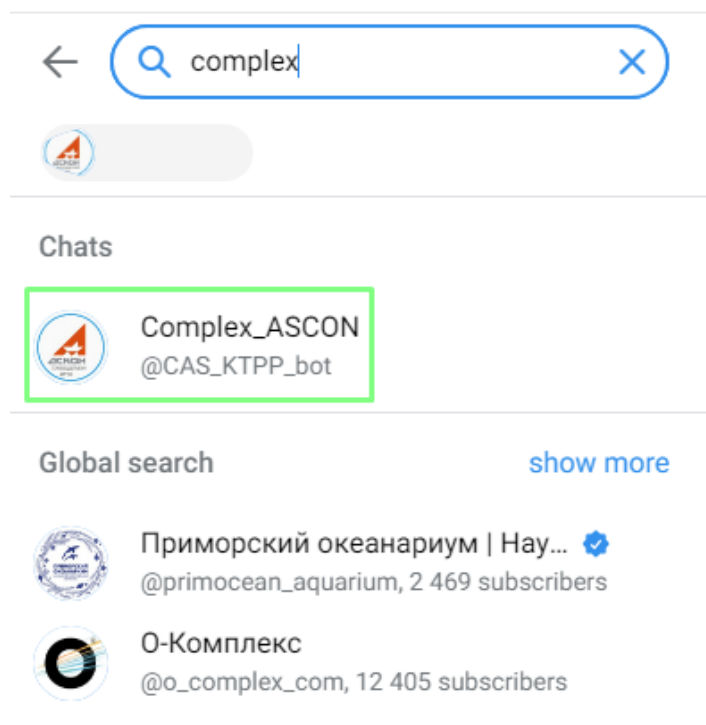 complex
Chats
Complex_ASCON
@CAS_KTPP_bot
Global search
show more
Приморский океанариум | Нау...
@primocean_aquarium, 2 469 subscribers
О-Комплекс
@o_complex_com, 12 405 subscribers